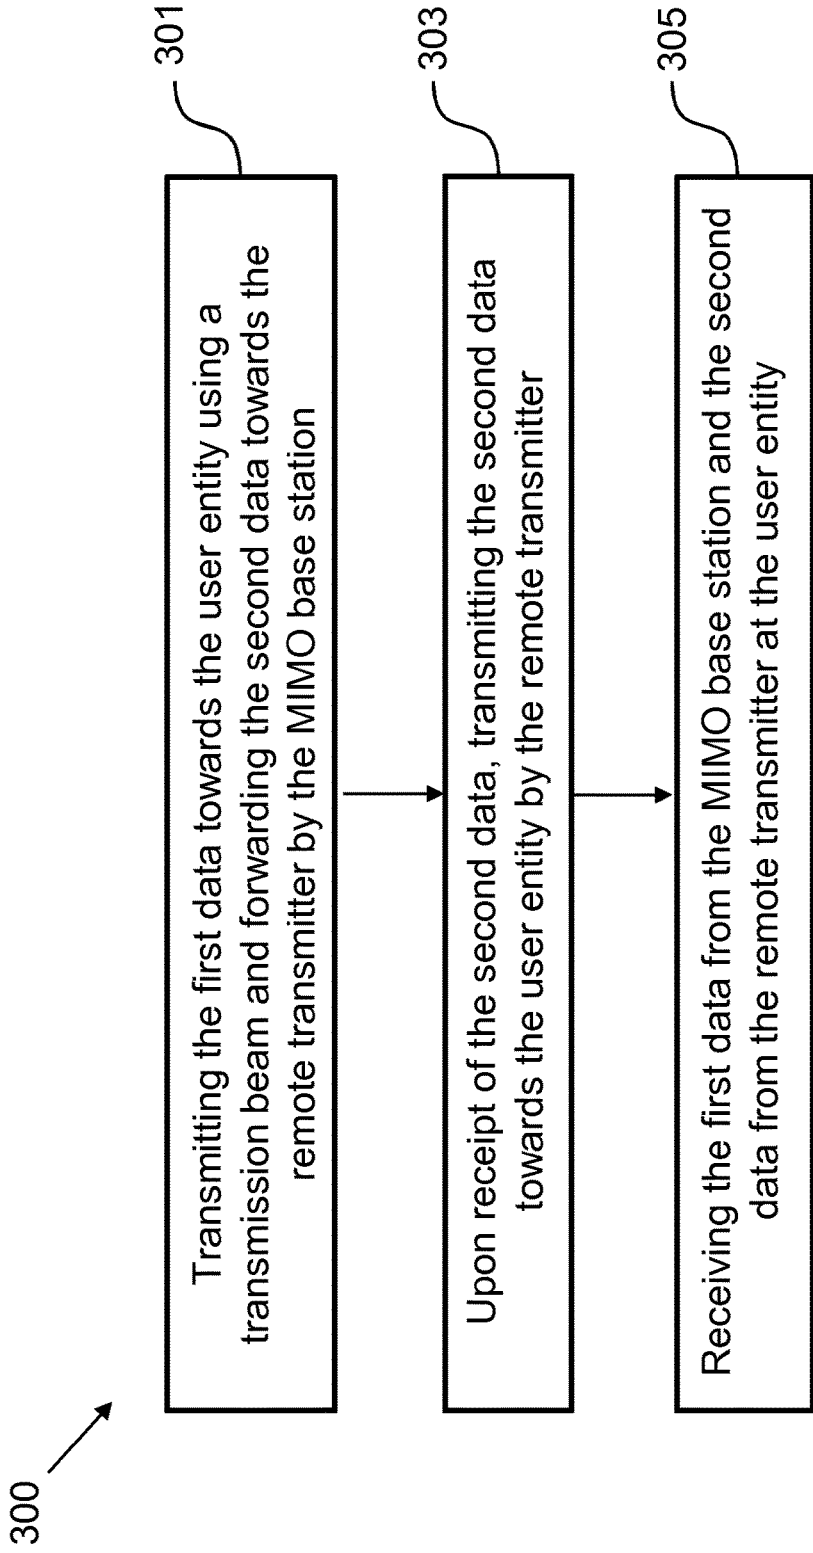 300
301
Transmitting the first data towards the user entity using a
transmission beam and forwarding the second data towards the
remote transmitter by the MIMO base station
303
Upon receipt of the second data, transmitting the second data
towards the user entity by the remote transmitter
305
Receiving the first data from the MIMO base station and the second
data from the remote transmitter at the user entity